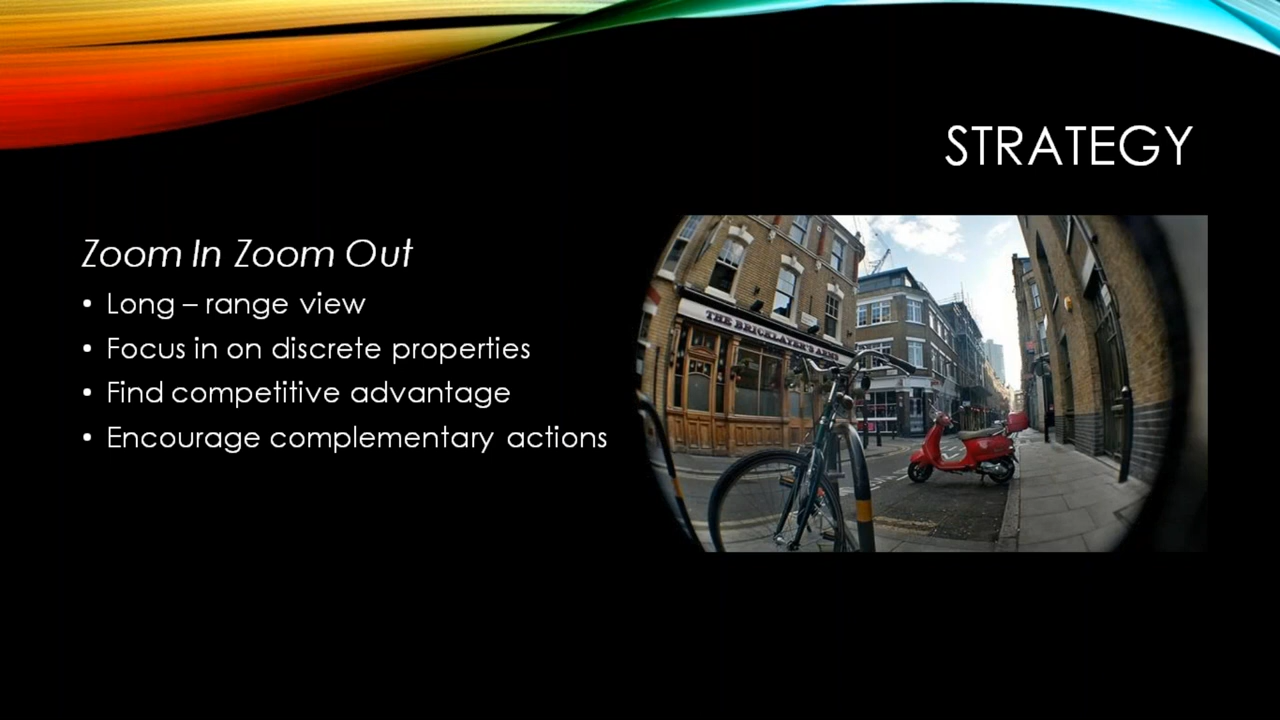 STRATEGY
Zoom In Zoom Out
• Long – range view
• Focus in on discrete properties
• Find competitive advantage
• Encourage complementary actions
THE BRICKLAYER'S ARMS